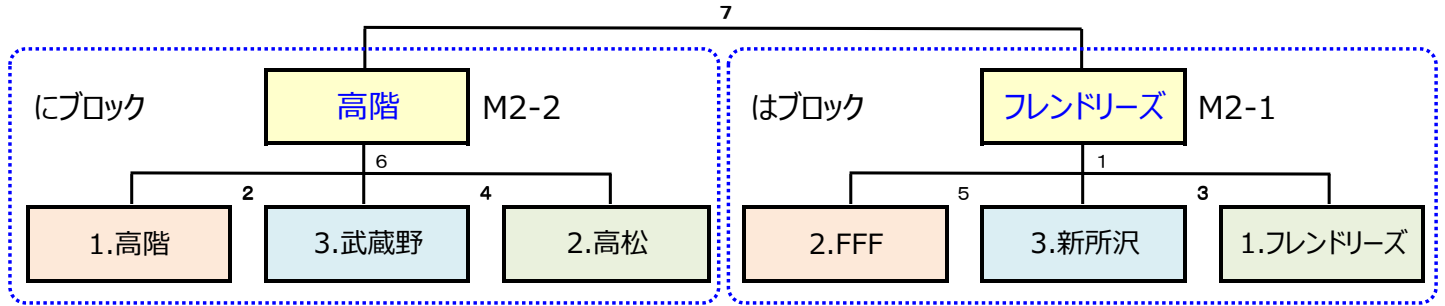 7
にブロック
高階
M2-2
はブロック
フレンドリーズ
M2-1
6
1
2
4
5
3
1.高階
3.武蔵野
2.高松
2.FFF
3.新所沢
1.フレンドリーズ